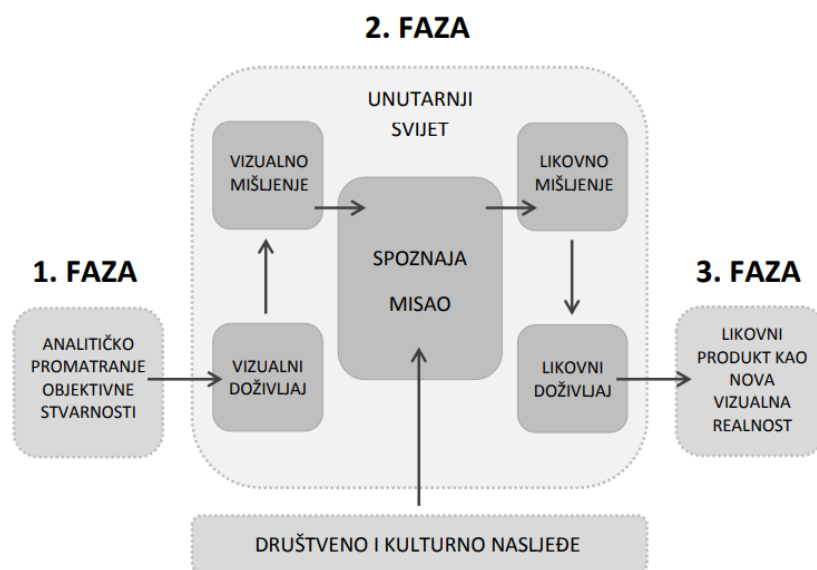 2. FAZA
UNUTARNJI
SVIJET
VIZUALNO
MIŠLJENJE
LIKOVNO
MIŠLJENJE
SPOZNAJA
MISAO
1. FAZA
3. FAZA
ANALITIČKO
PROMATRANJE
OBJEKTIVNE
STVARNOSTI
VIZUALNI
DOŽIVLJAJ
LIKOVNI
DOŽIVLJAJ
LIKOVNI
PRODUKT KAO
NOVA
VIZUALNA
REALNOST
DRUŠTVENO I KULTURNO NASLJEĐE